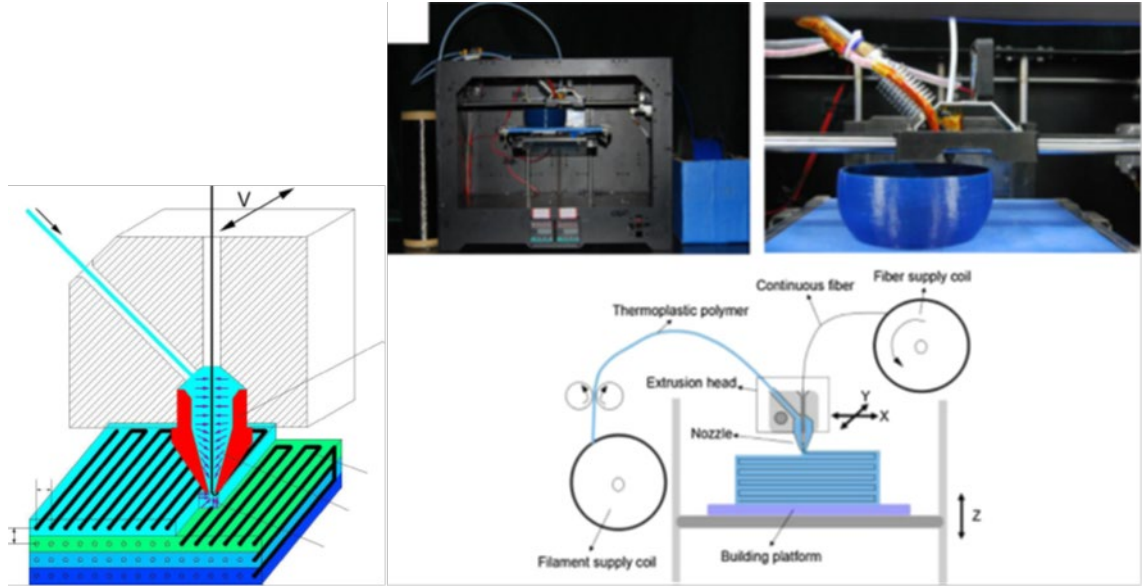 V
Fiber supply coil
Continuous fiber
Thermoplastic polymer
Extrusion head
Y
X
Nozzle
Z
Building platform
Filament supply coil